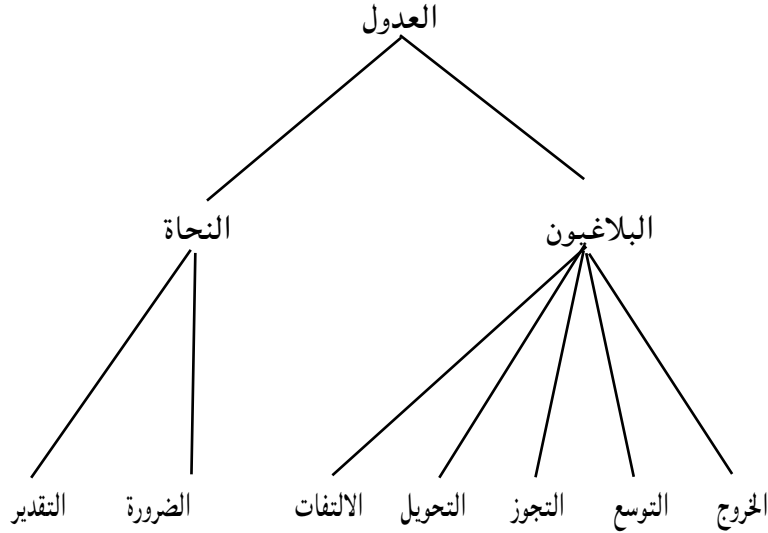 العدول
البلاغيون النحاة
الخروج التوسع التجوز التحويل الالتفات الضرورة التقدير